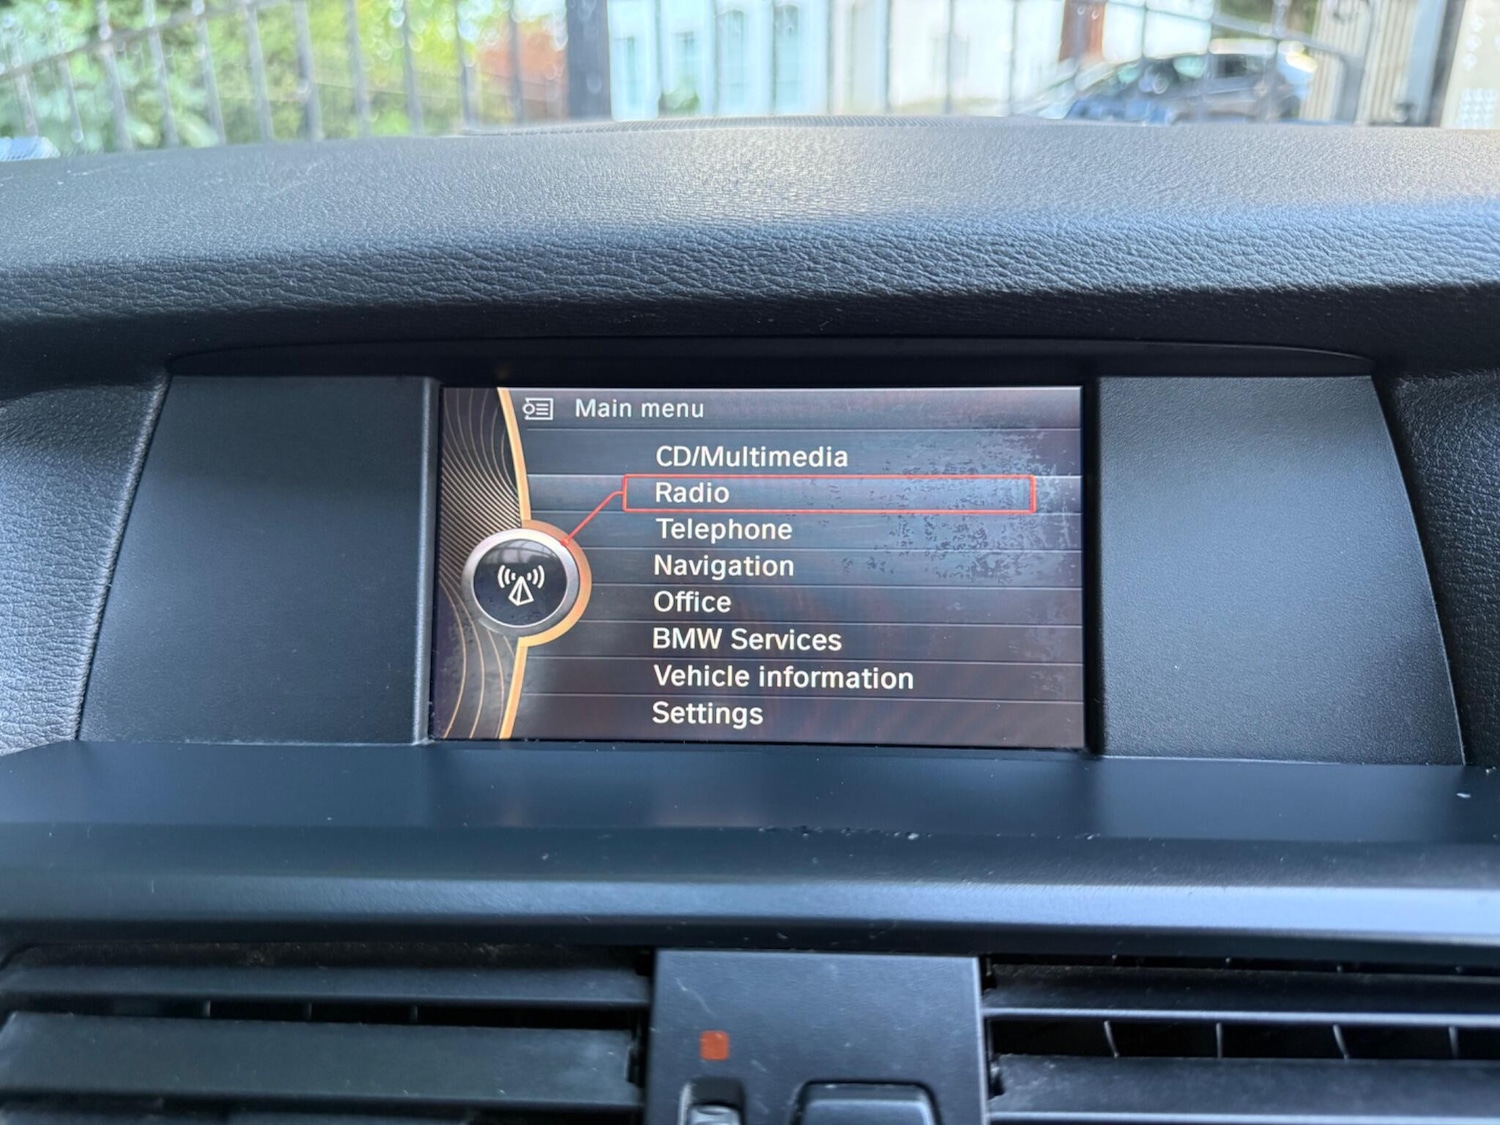 Main menu
CD/Multimedia
Radio
Telephone
Navigation
Office
BMW Services
Vehicle information
Settings